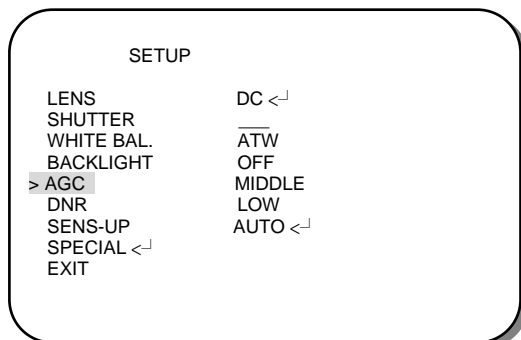 SETUP
LENS DC <┘
SHUTTER ___
WHITE BAL. ATW
BACKLIGHT OFF
> AGC MIDDLE
DNR LOW
SENS-UP AUTO <┘
SPECIAL <┘
EXIT